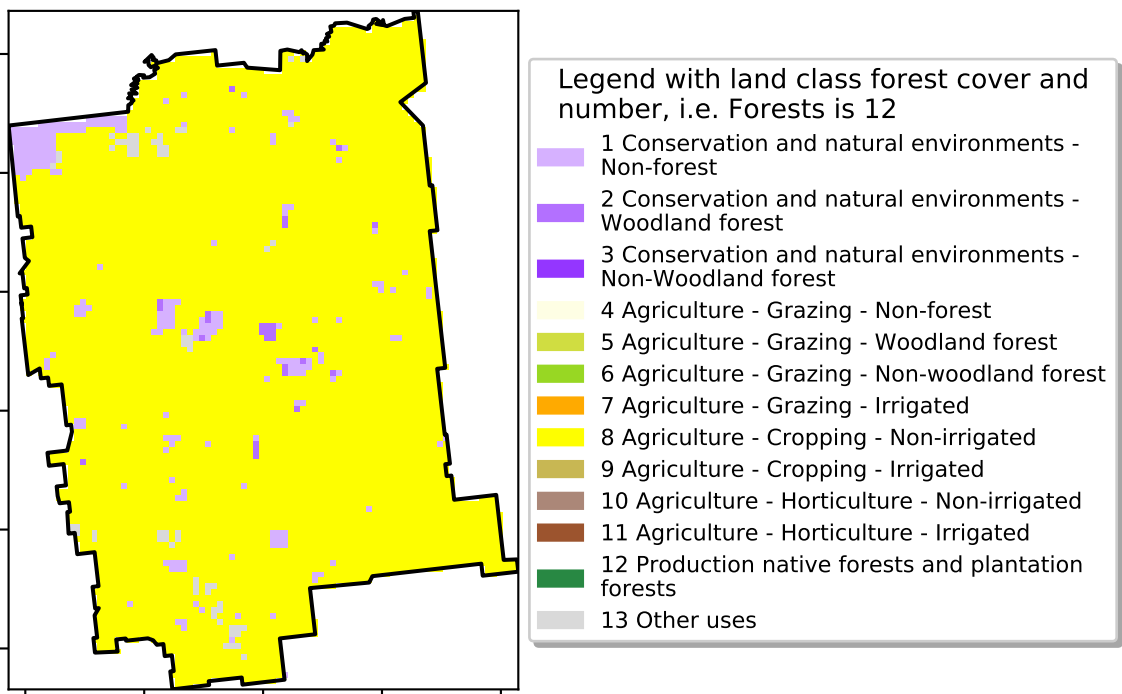 Legend with land class forest cover and
number, i.e. Forests is 12
1 Conservation and natural environments -
Non-forest
2 Conservation and natural environments -
Woodland forest
3 Conservation and natural environments -
Non-Woodland forest
4 Agriculture - Grazing - Non-forest
5 Agriculture - Grazing - Woodland forest
6 Agriculture - Grazing - Non-woodland forest
7 Agriculture - Grazing - Irrigated
8 Agriculture - Cropping - Non-irrigated
9 Agriculture - Cropping - Irrigated
10 Agriculture - Horticulture - Non-irrigated
11 Agriculture - Horticulture - Irrigated
12 Production native forests and plantation
forests
13 Other uses